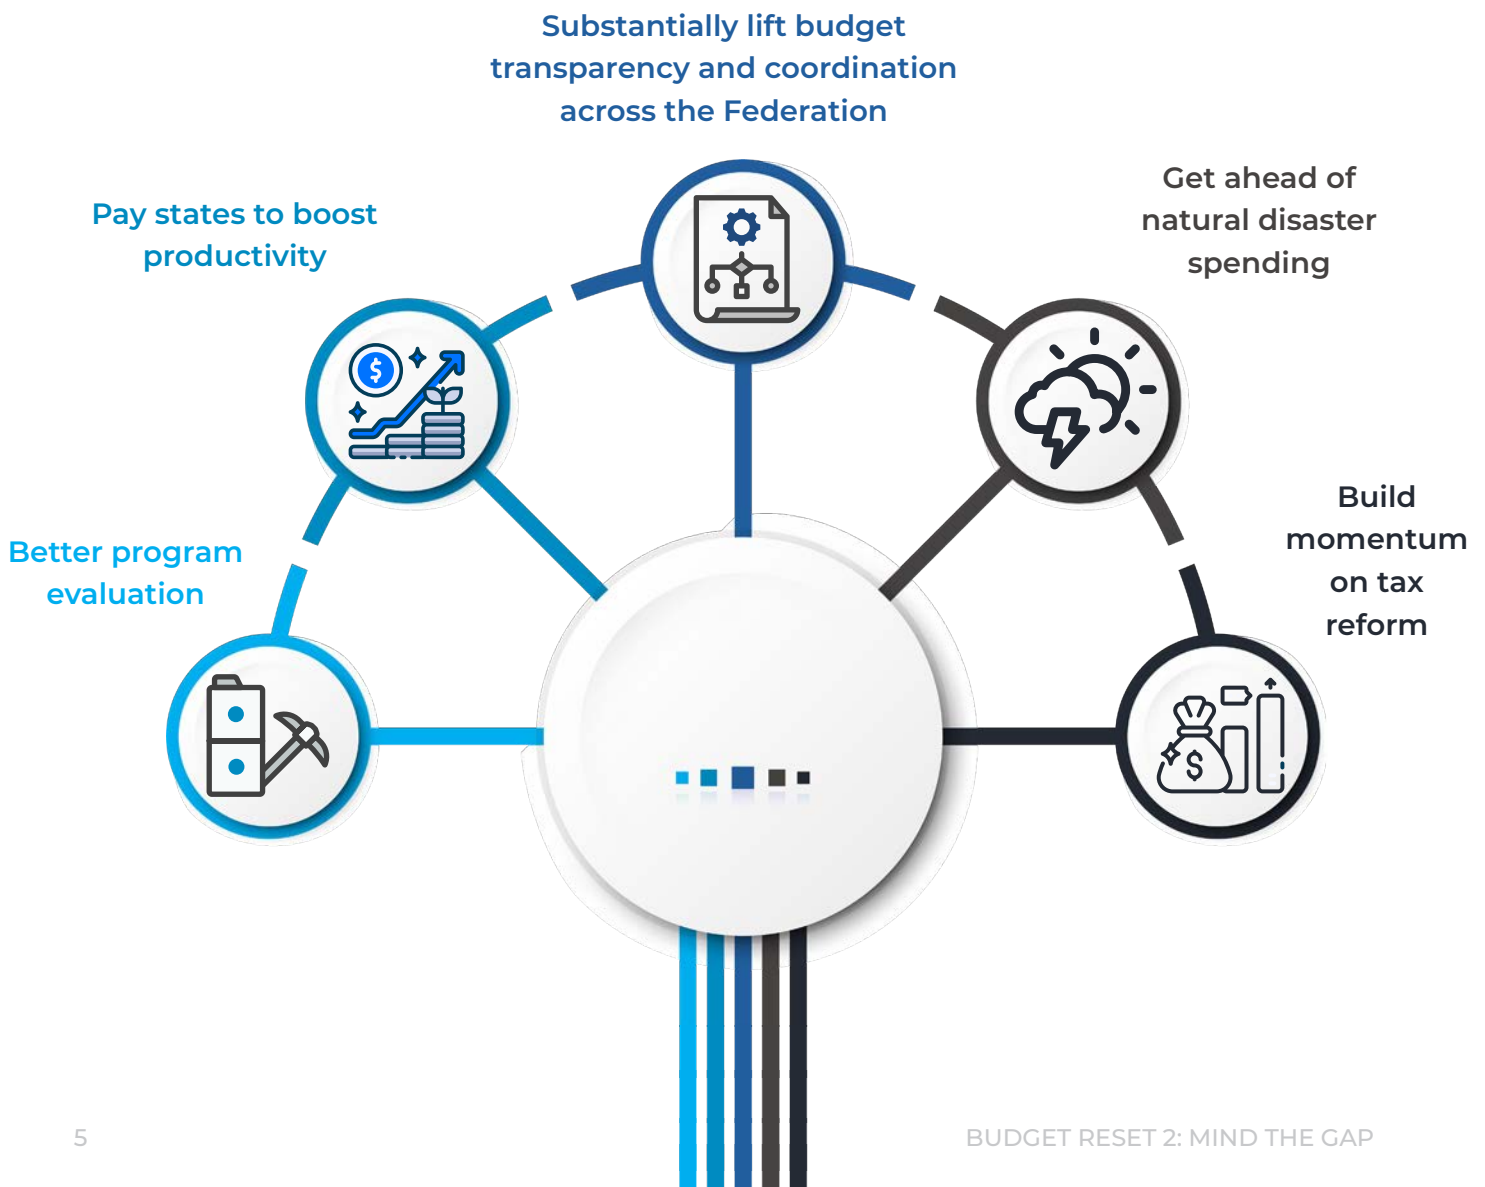 Substantially lift budget
transparency and coordination
across the Federation
Pay states to boost
productivity
Get ahead of
natural disaster
spending
Better program
evaluation
Build
momentum
on tax
reform
$
$
5
BUDGET RESET 2: MIND THE GAP